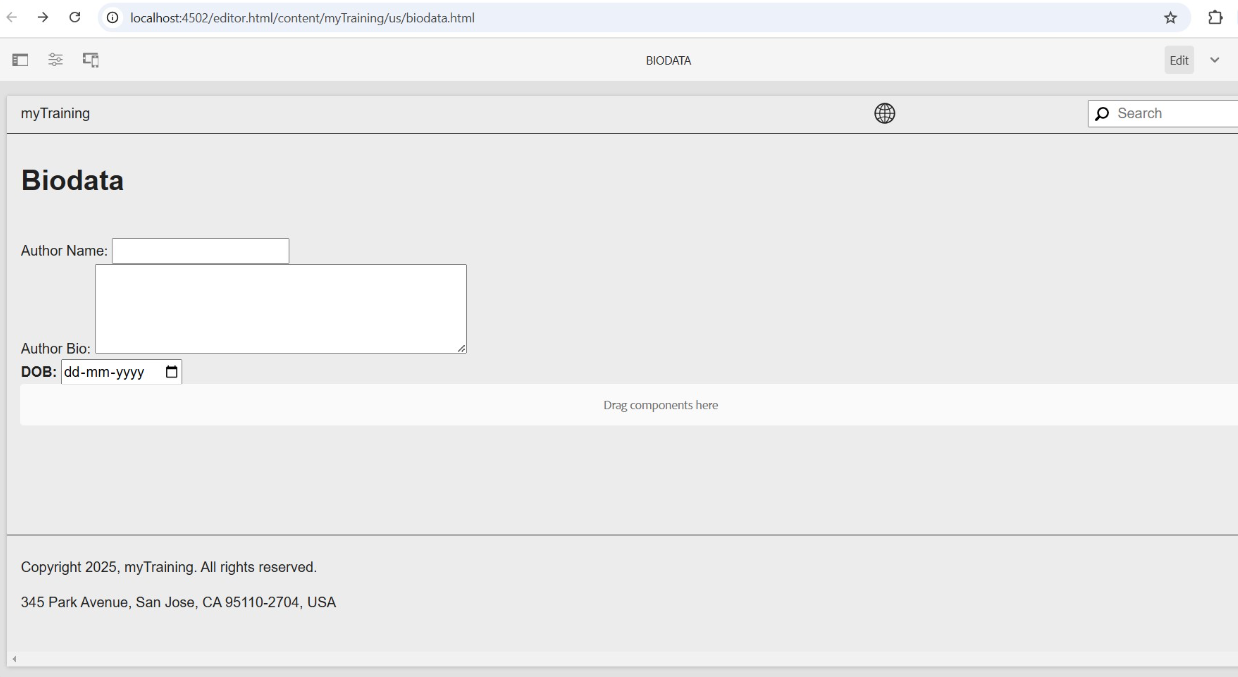 localhost:4502/editor.html/content/myTraining/us/biodata.html
BIODATA
Edit
myTraining
Search
Biodata
Author Name:
Author Bio:
DOB: dd-mm-yyyy
Drag components here
Copyright 2025, myTraining. All rights reserved.
345 Park Avenue, San Jose, CA 95110-2704, USA